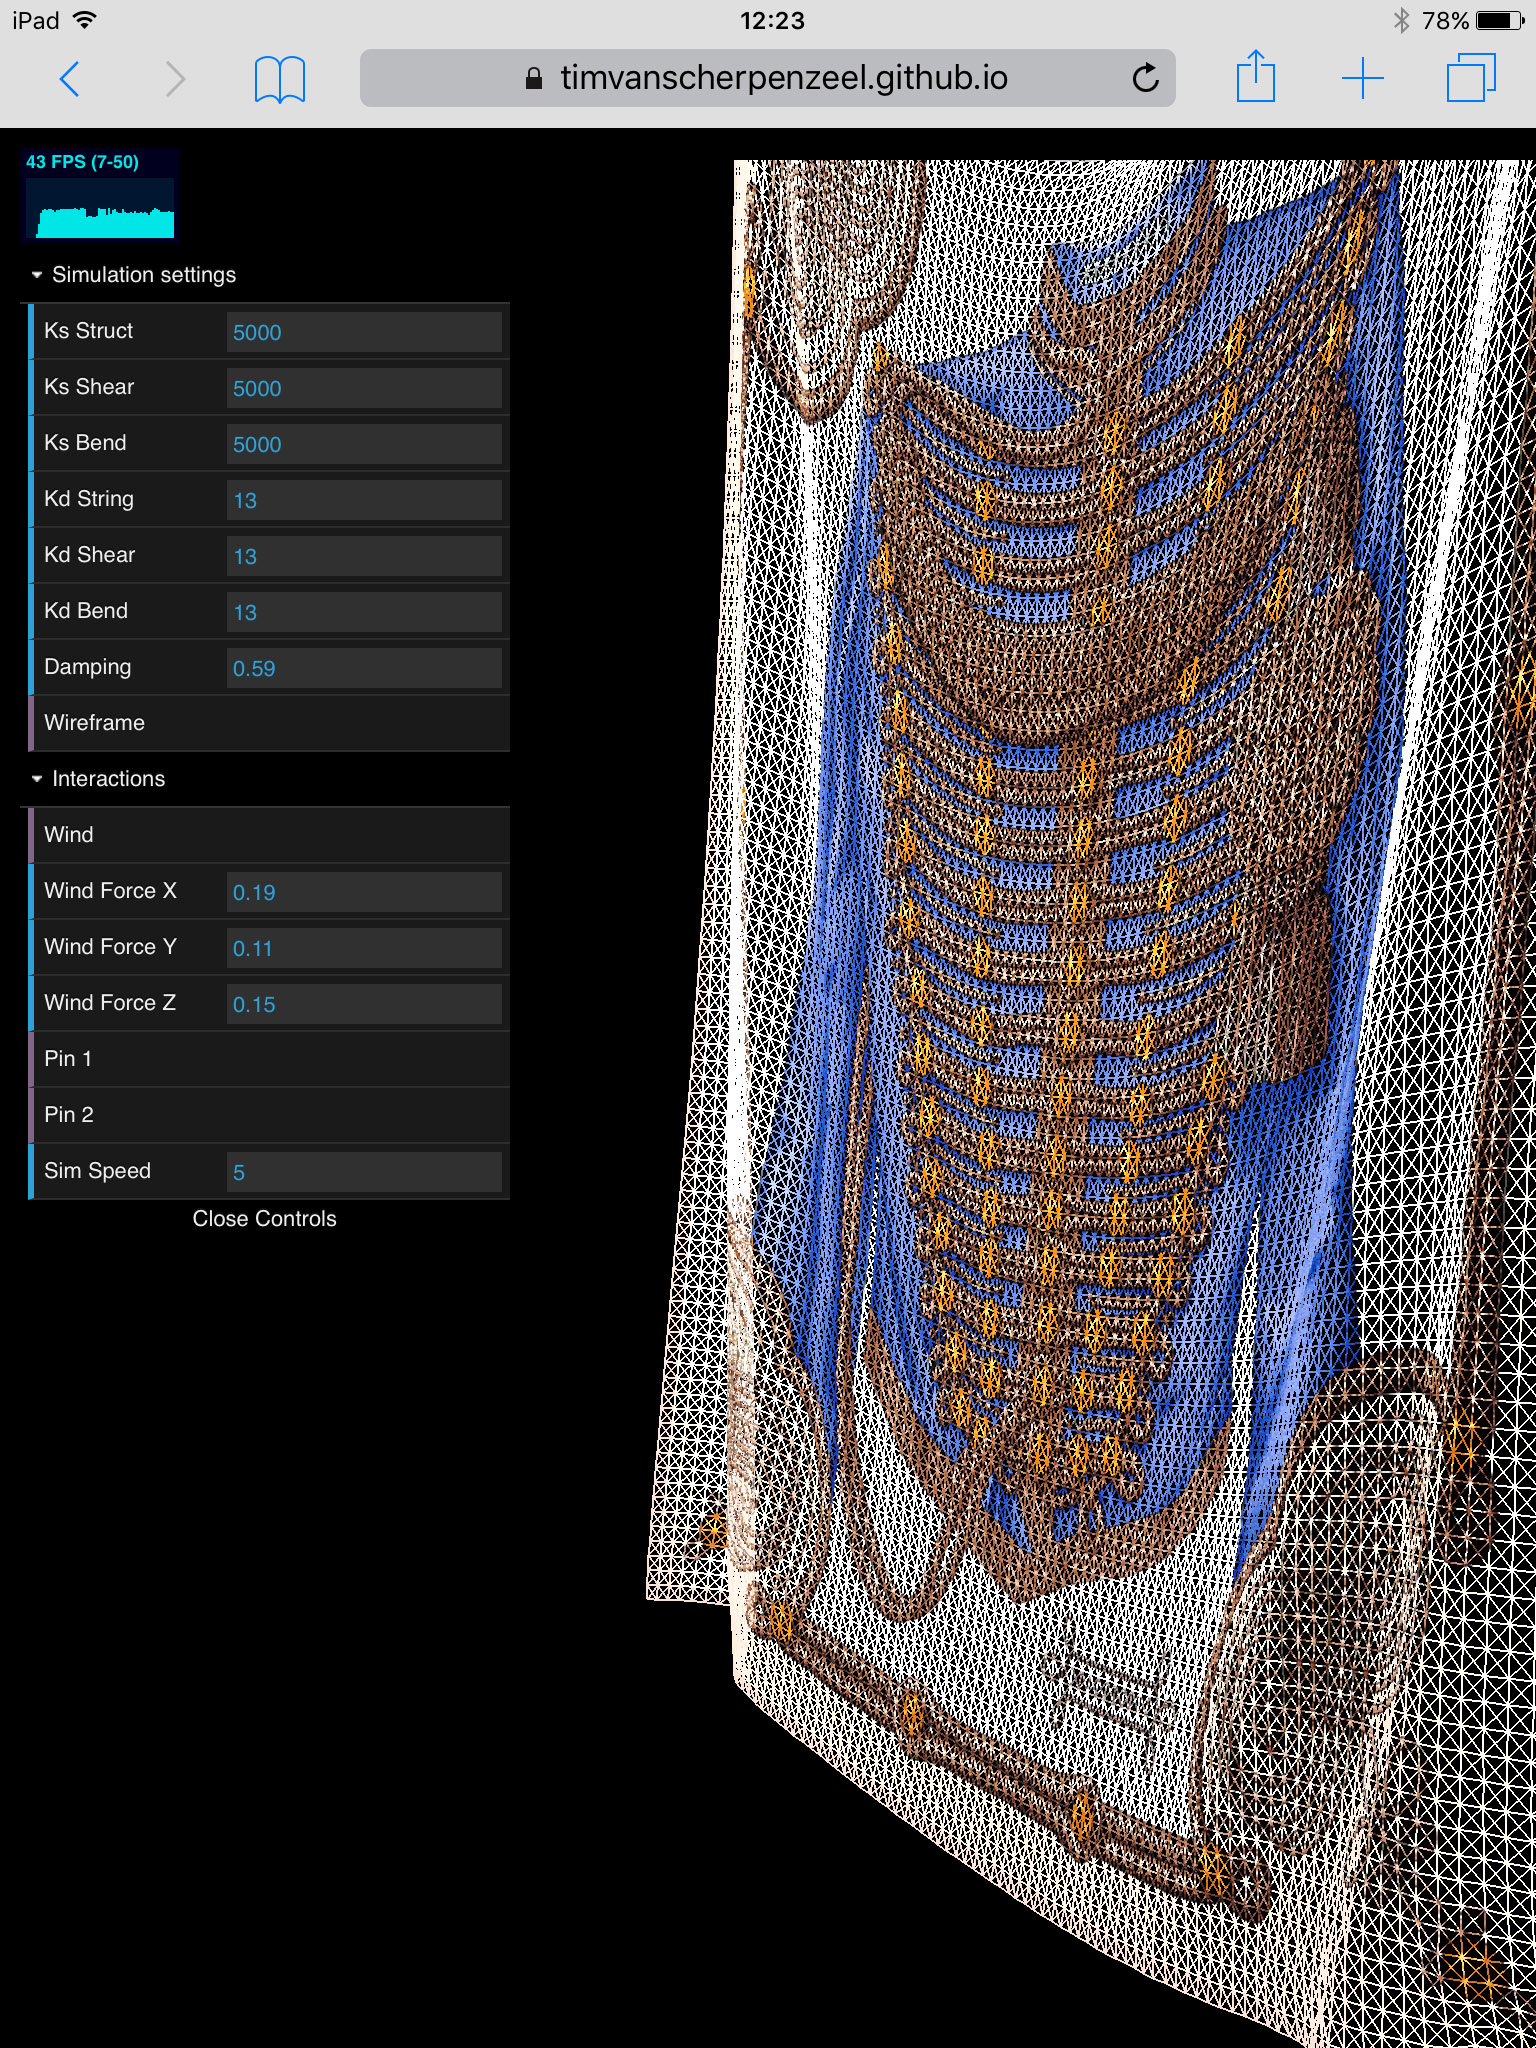 iPad 12:23 78%
timvanscherpenzeel.github.io
43 FPS (7-50)
Simulation settings
Ks Struct 5000
Ks Shear 5000
Ks Bend 5000
Kd String 13
Kd Shear 13
Kd Bend 13
Damping 0.59
Wireframe
Interactions
Wind
Wind Force X 0.19
Wind Force Y 0.11
Wind Force Z 0.15
Pin 1
Pin 2
Sim Speed 5
Close Controls